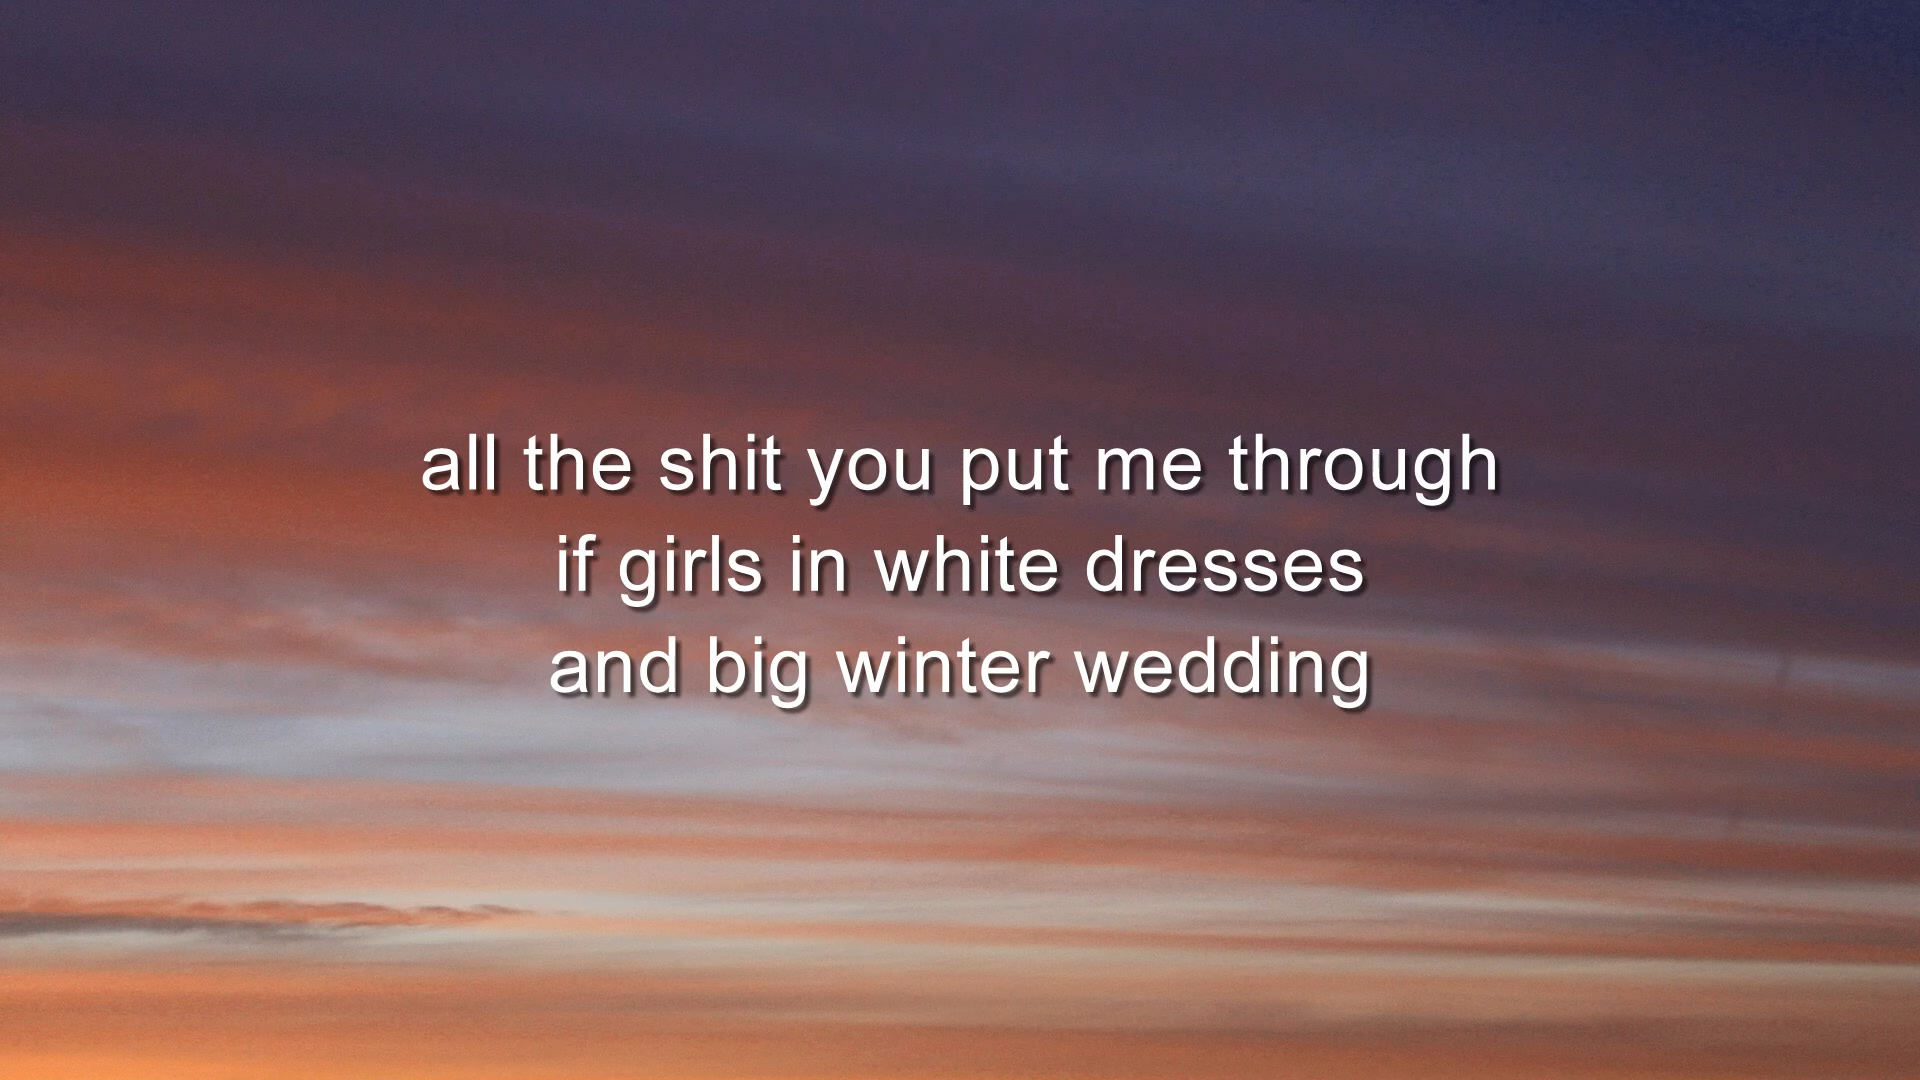 all the shit you put me through
if girls in white dresses
and big winter wedding